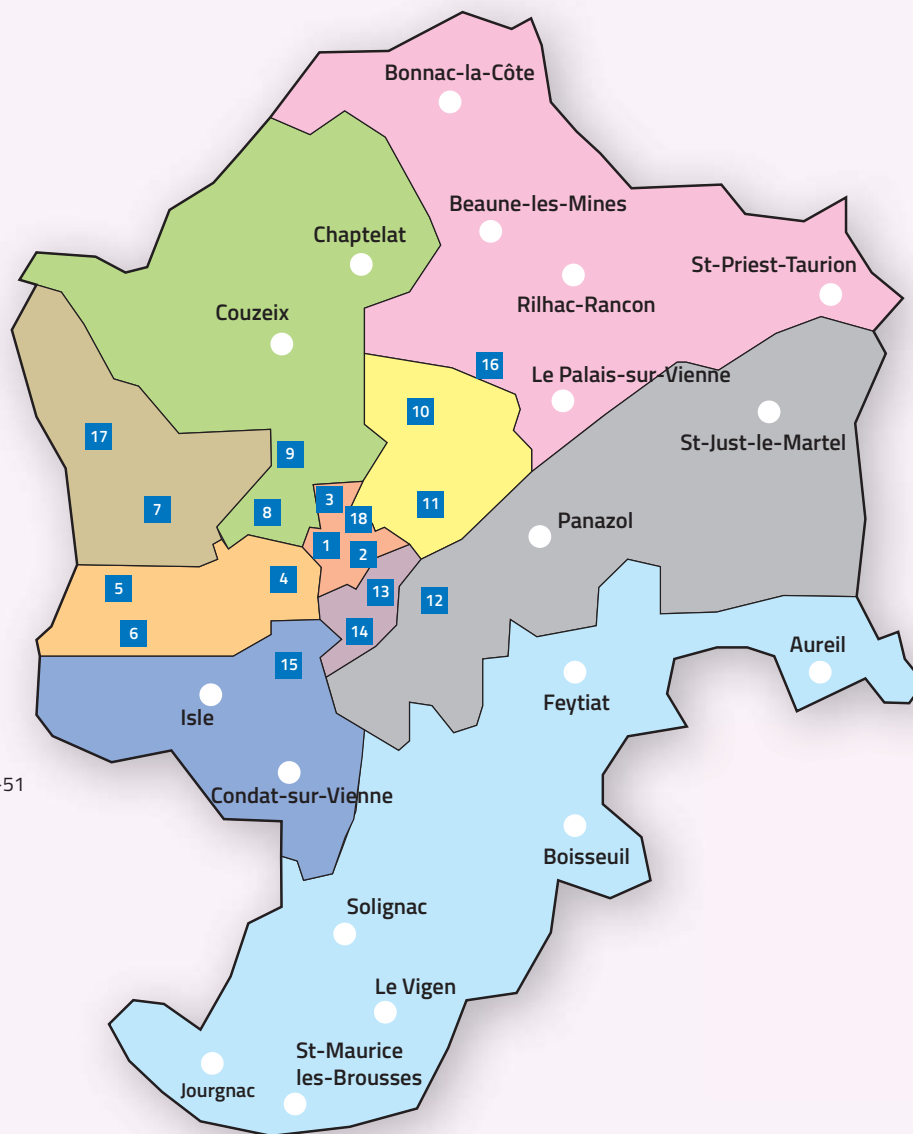 Bonnac-la-Côte
Beaune-les-Mines
Chaptelat
St-Priest-Taurion
Rilhac-Rancon
Couzeix
16
Le Palais-sur-Vienne
10
17
St-Just-le-Martel
9
3
11
7
8
18
Panazol
1
2
4
5
13
12
6
14
Aureil
15
Feytiat
Isle
-51
Condat-sur-Vienne
Boisseuil
Solignac
Le Vigen
St-Maurice
les-Brousses
Jourgnac